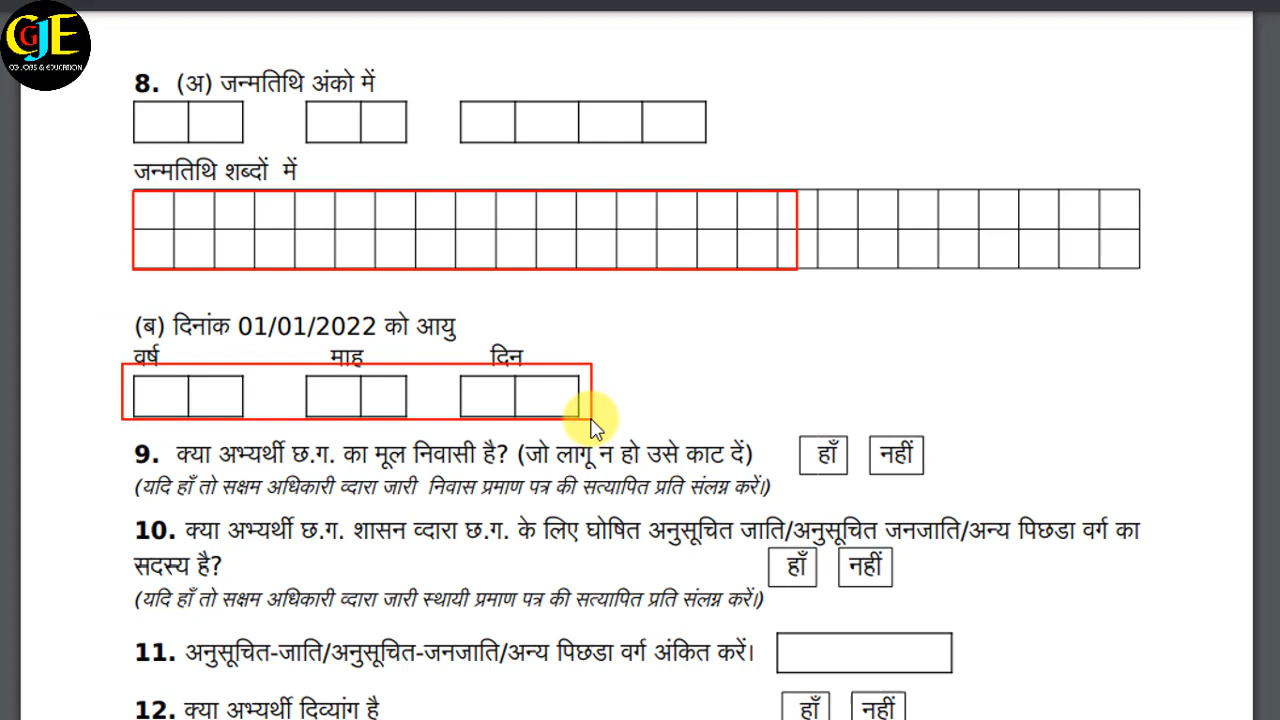 GJE
CG JOBS & EDUCATION
8. (अ) जन्मतिथि अंको में
जन्मतिथि शब्दों में
(ब) दिनांक 01/01/2022 को आयु
वर्ष माह दिन
9. क्या अभ्यर्थी छ.ग. का मूल निवासी है? (जो लागू न हो उसे काट दें) हाँ नहीं
(यदि हाँ तो सक्षम अधिकारी व्दारा जारी निवास प्रमाण पत्र की सत्यापित प्रति संलग्न करें।)
10. क्या अभ्यर्थी छ.ग. शासन व्दारा छ.ग. के लिए घोषित अनुसूचित जाति/अनुसूचित जनजाति/अन्य पिछडा वर्ग का
सदस्य है? हाँ नहीं
(यदि हाँ तो सक्षम अधिकारी व्दारा जारी स्थायी प्रमाण पत्र की सत्यापित प्रति संलग्न करें।)
11. अनुसूचित-जाति/अनुसूचित-जनजाति/अन्य पिछडा वर्ग अंकित करें।
12. क्या अभ्यर्थी दिव्यांग है हाँ नहीं